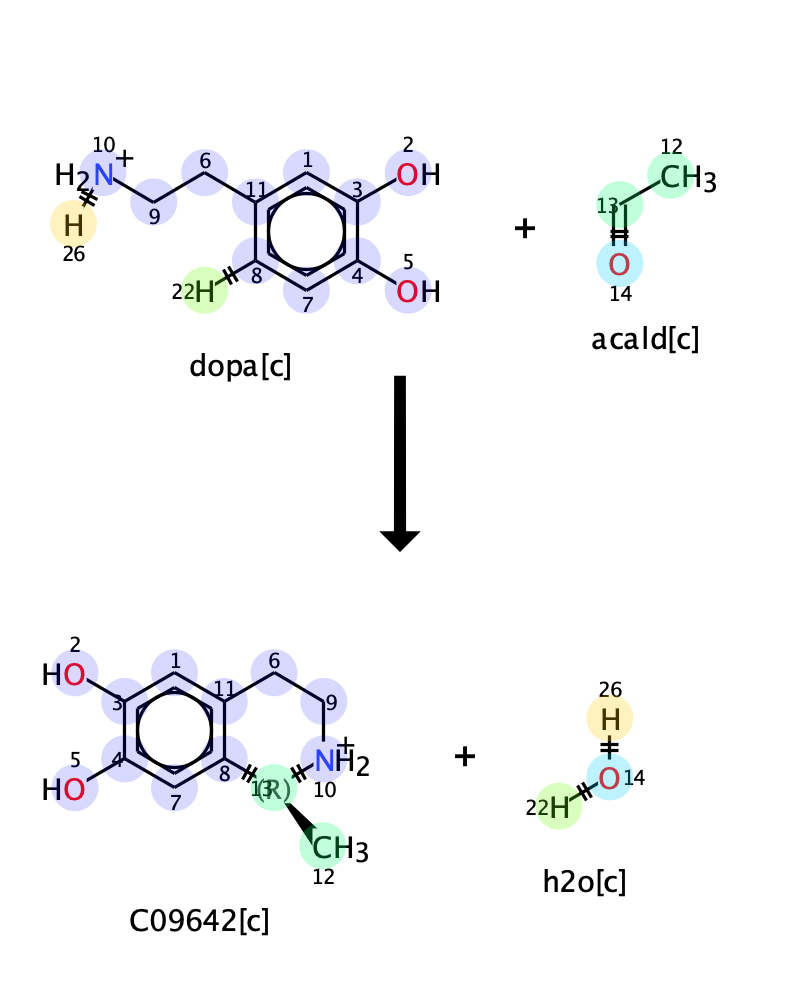 10 + 6 1 2
H2N 11 3 OH
9
H 8 4 5
26 22H 7 OH
dopa[c]
+
12
13 CH3
O
14
acald[c]
2 1 6
HO 3 11 9
5 4 8 NH2 +
HO 7 13 (R) 10
CH3
12
C09642[c]
+
26
H
O 14
22H
h2o[c]